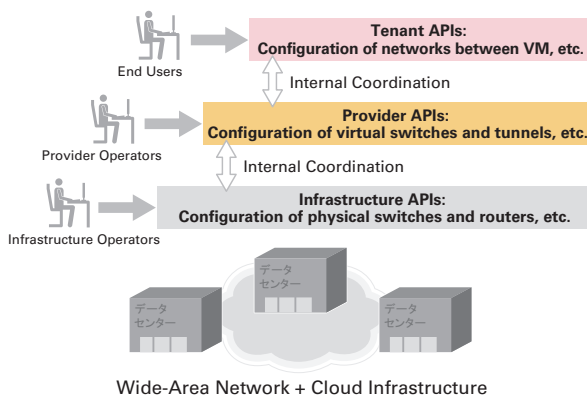 Tenant APIs:
Configuration of networks between VM, etc.
End Users
Internal Coordination
Provider APIs:
Configuration of virtual switches and tunnels, etc.
Provider Operators
Internal Coordination
Infrastructure APIs:
Configuration of physical switches and routers, etc.
Infrastructure Operators
データ
センター
データ
センター
データ
センター
Wide-Area Network + Cloud Infrastructure